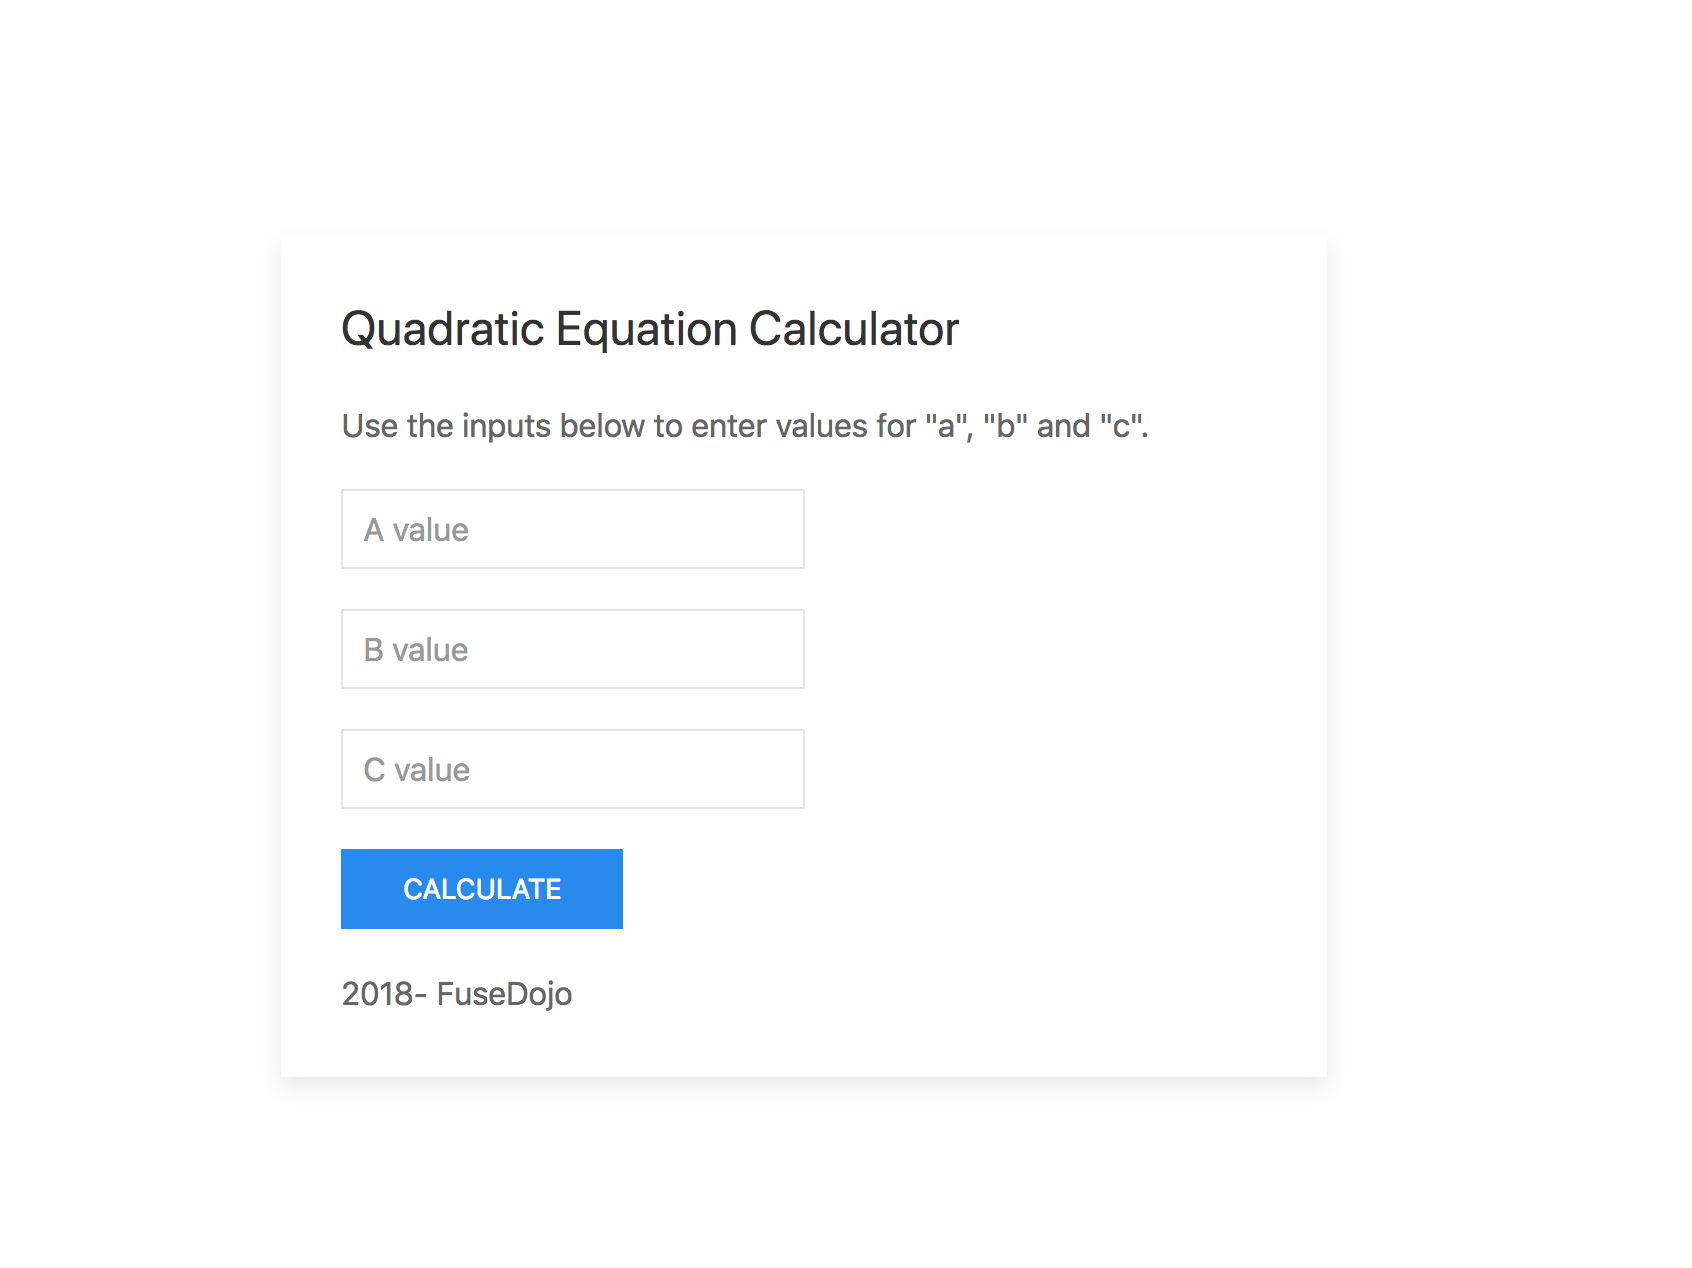 Quadratic Equation Calculator
Use the inputs below to enter values for "a", "b" and "c".
A value
B value
C value
CALCULATE
2018- FuseDojo